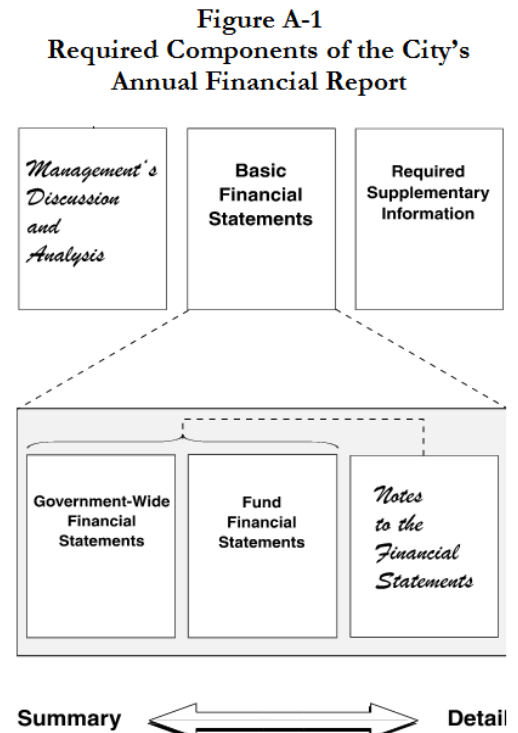 Figure A-1
Required Components of the City's
Annual Financial Report
Management's
Discussion
and
Analysis
Basic
Financial
Statements
Required
Supplementary
Information
Government-Wide
Financial
Statements
Fund
Financial
Statements
Notes
to the
Financial
Statements
Summary
Detail